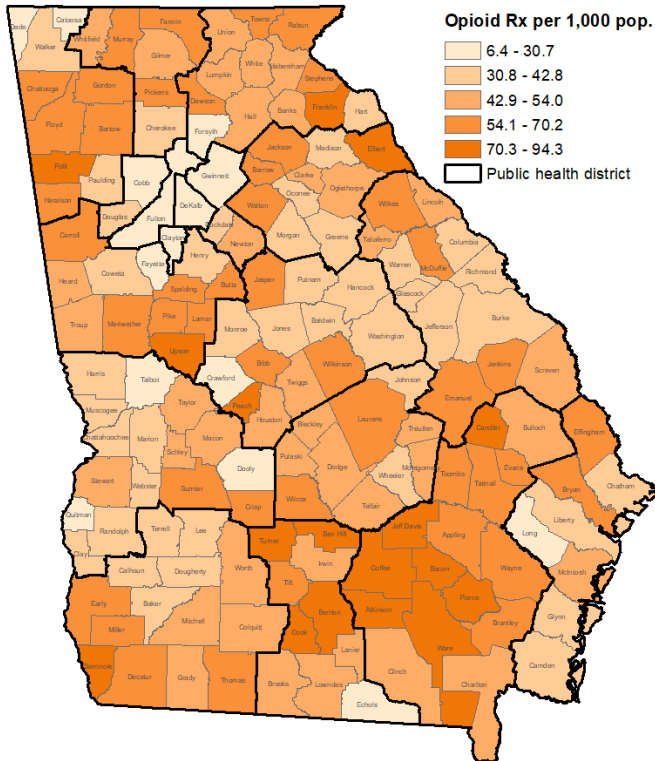 Opioid Rx per 1,000 pop.
6.4 - 30.7
30.8 - 42.8
42.9 - 54.0
54.1 - 70.2
70.3 - 94.3
Public health district
Dade
Catoosa
Walker
Whitfield
Murray
Fannin
Gilmer
Union
Towns
Rabun
White
Habersham
Lumpkin
Stephens
Chattooga
Gordon
Pickens
Dawson
Hall
Banks
Franklin
Hart
Floyd
Bartow
Cherokee
Forsyth
Jackson
Madison
Elbert
Polk
Paulding
Cobb
Gwinnett
Barrow
Clarke
Oconee
Oglethorpe
Wilkes
Lincoln
Haralson
Douglas
Fulton
DeKalb
Rockdale
Walton
Newton
Morgan
Greene
Taliaferro
McDuffie
Columbia
Carroll
Clayton
Fayette
Henry
Coweta
Heard
Spalding
Butts
Jasper
Putnam
Hancock
Warren
Glascock
Richmond
Troup
Meriwether
Pike
Lamar
Upson
Monroe
Jones
Baldwin
Washington
Jefferson
Burke
Harris
Talbot
Crawford
Bibb
Twiggs
Wilkinson
Johnson
Jenkins
Screven
Emanuel
Muscogee
Chattahoochee
Marion
Taylor
Peach
Houston
Macon
Schley
Bleckley
Laurens
Treutlen
Candler
Bulloch
Effingham
Pulaski
Dodge
Wheeler
Montgomery
Toombs
Evans
Tattnall
Bryan
Chatham
Dooly
Stewart
Webster
Sumter
Crisp
Wilcox
Telfair
Long
Liberty
Quitman
Randolph
Terrell
Lee
Turner
Ben Hill
Jeff Davis
Appling
Wayne
McIntosh
Clay
Calhoun
Dougherty
Worth
Tift
Irwin
Coffee
Bacon
Pierce
Early
Baker
Mitchell
Colquitt
Cook
Berrien
Atkinson
Brantley
Glynn
Miller
Ware
Lanier
Seminole
Decatur
Grady
Thomas
Brooks
Lowndes
Clinch
Charlton
Camden
Echols